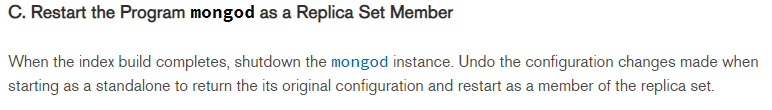 C. Restart the Program mongod as a Replica Set Member
When the index build completes, shutdown the mongod instance. Undo the configuration changes made when
starting as a standalone to return the its original configuration and restart as a member of the replica set.